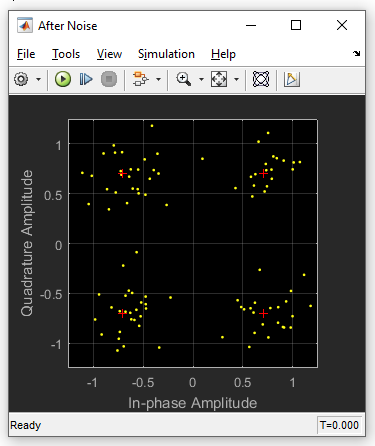 After Noise
File Tools View Simulation Help
Quadrature Amplitude
1
0.5
0
-0.5
-1
-1 -0.5 0 0.5 1
In-phase Amplitude
Ready T=0.000